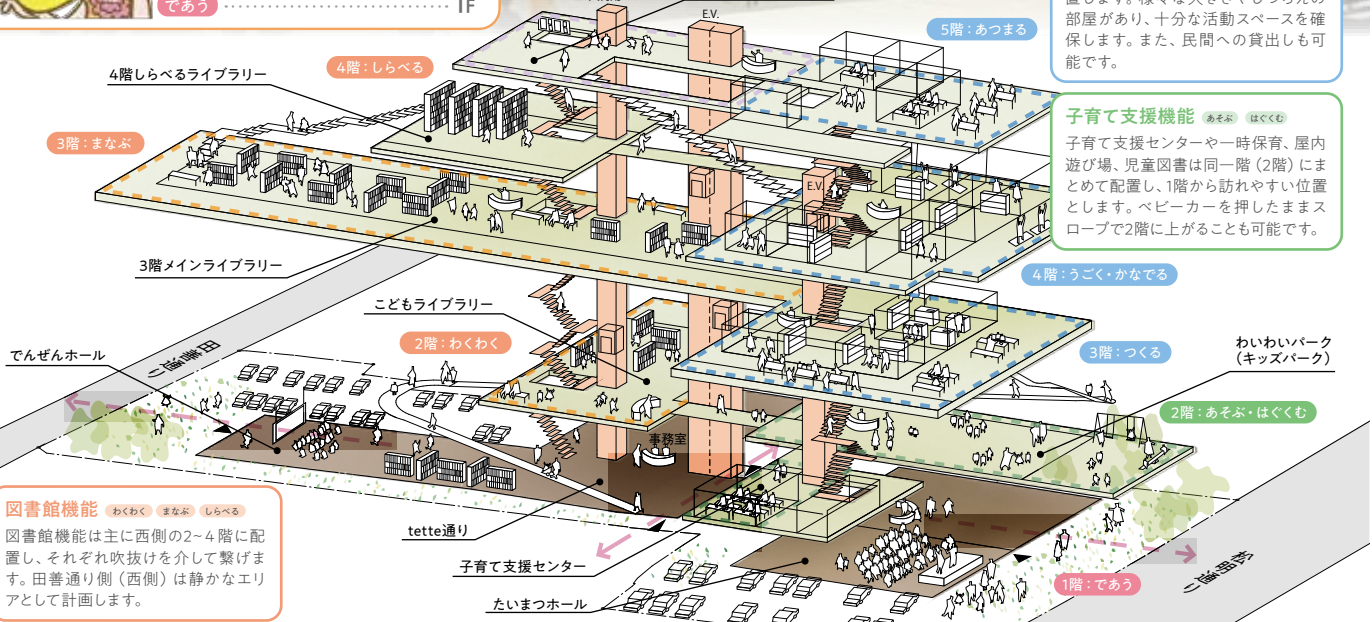 であう 1F
E.V.
5階：あつまる
部屋があり、十分な活動スペースを確
保します。また、民間への貸出しも可
能です。
4階しらべるライブラリー
4階：しらべる
3階：まなぶ
子育て支援機能 あそぶ はぐくむ
子育て支援センターや一時保育、屋内
遊び場、児童図書は同一階（2階）にま
とめて配置し、1階から訪れやすい位置
とします。ベビーカーを押したままス
ロープで2階に上がることも可能です。
E.V.
3階メインライブラリー
4階：うごく・かなでる
こどもライブラリー
2階：わくわく
田善通り
でんぜんホール
3階：つくる
わいわいパーク
（キッズパーク）
2階：あそぶ・はぐくむ
事務室
図書館機能 わくわく まなぶ しらべる
図書館機能は主に西側の2～4階に配
置し、それぞれ吹抜けを介して繋げま
す。田善通り側（西側）は静かなエリ
アとして計画します。
tette通り
子育て支援センター
たいまつホール
1階：であう
松明通り